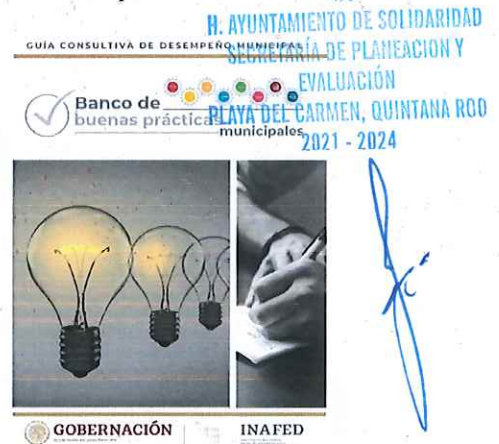 H. AYUNTAMIENTO DE SOLIDARIDAD
GUÍA CONSULTIVA DE DESEMPEÑO MUNICIPAL
SECRETARÍA DE PLANEACION Y
EVALUACIÓN
Banco de
buenas prácticas
municipales
PLAYA DEL CARMEN, QUINTANA ROO
2021 - 2024
GOBERNACIÓN
INAFED